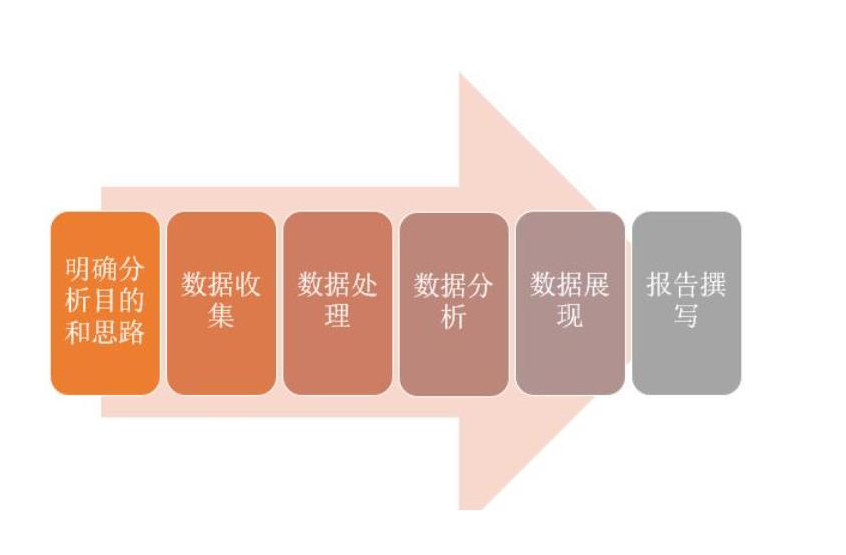 明确分
析目的
和思路
数据收
集
数据处
理
数据分
析
数据展
现
报告撰
写